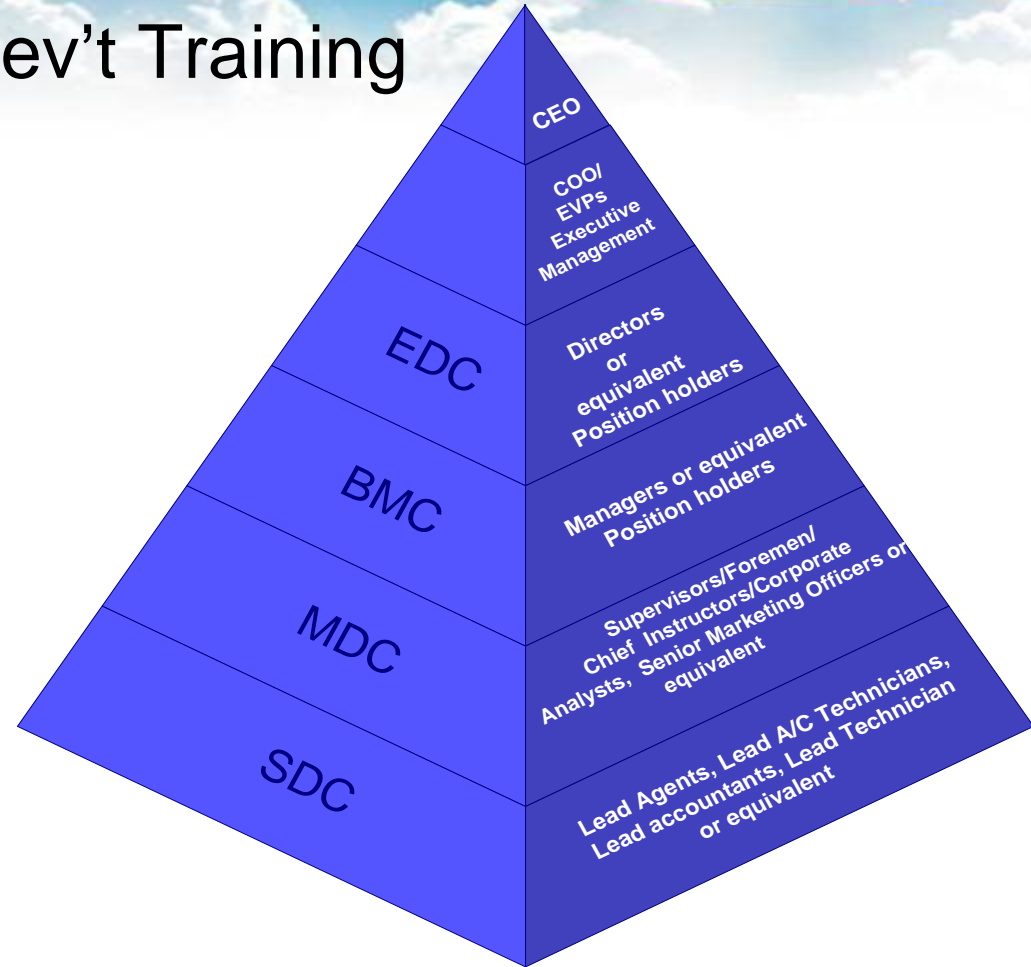 ev't Training
CEO
COO/
EVPs
Executive
Management
EDC
Directors
or
equivalent
Position holders
BMC
Managers or equivalent
Position holders
MDC
Supervisors/Foremen/
Chief Instructors/Corporate
Analysts, Senior Marketing Officers or
equivalent
SDC
Lead Agents, Lead A/C Technicians,
Lead accountants, Lead Technician
or equivalent